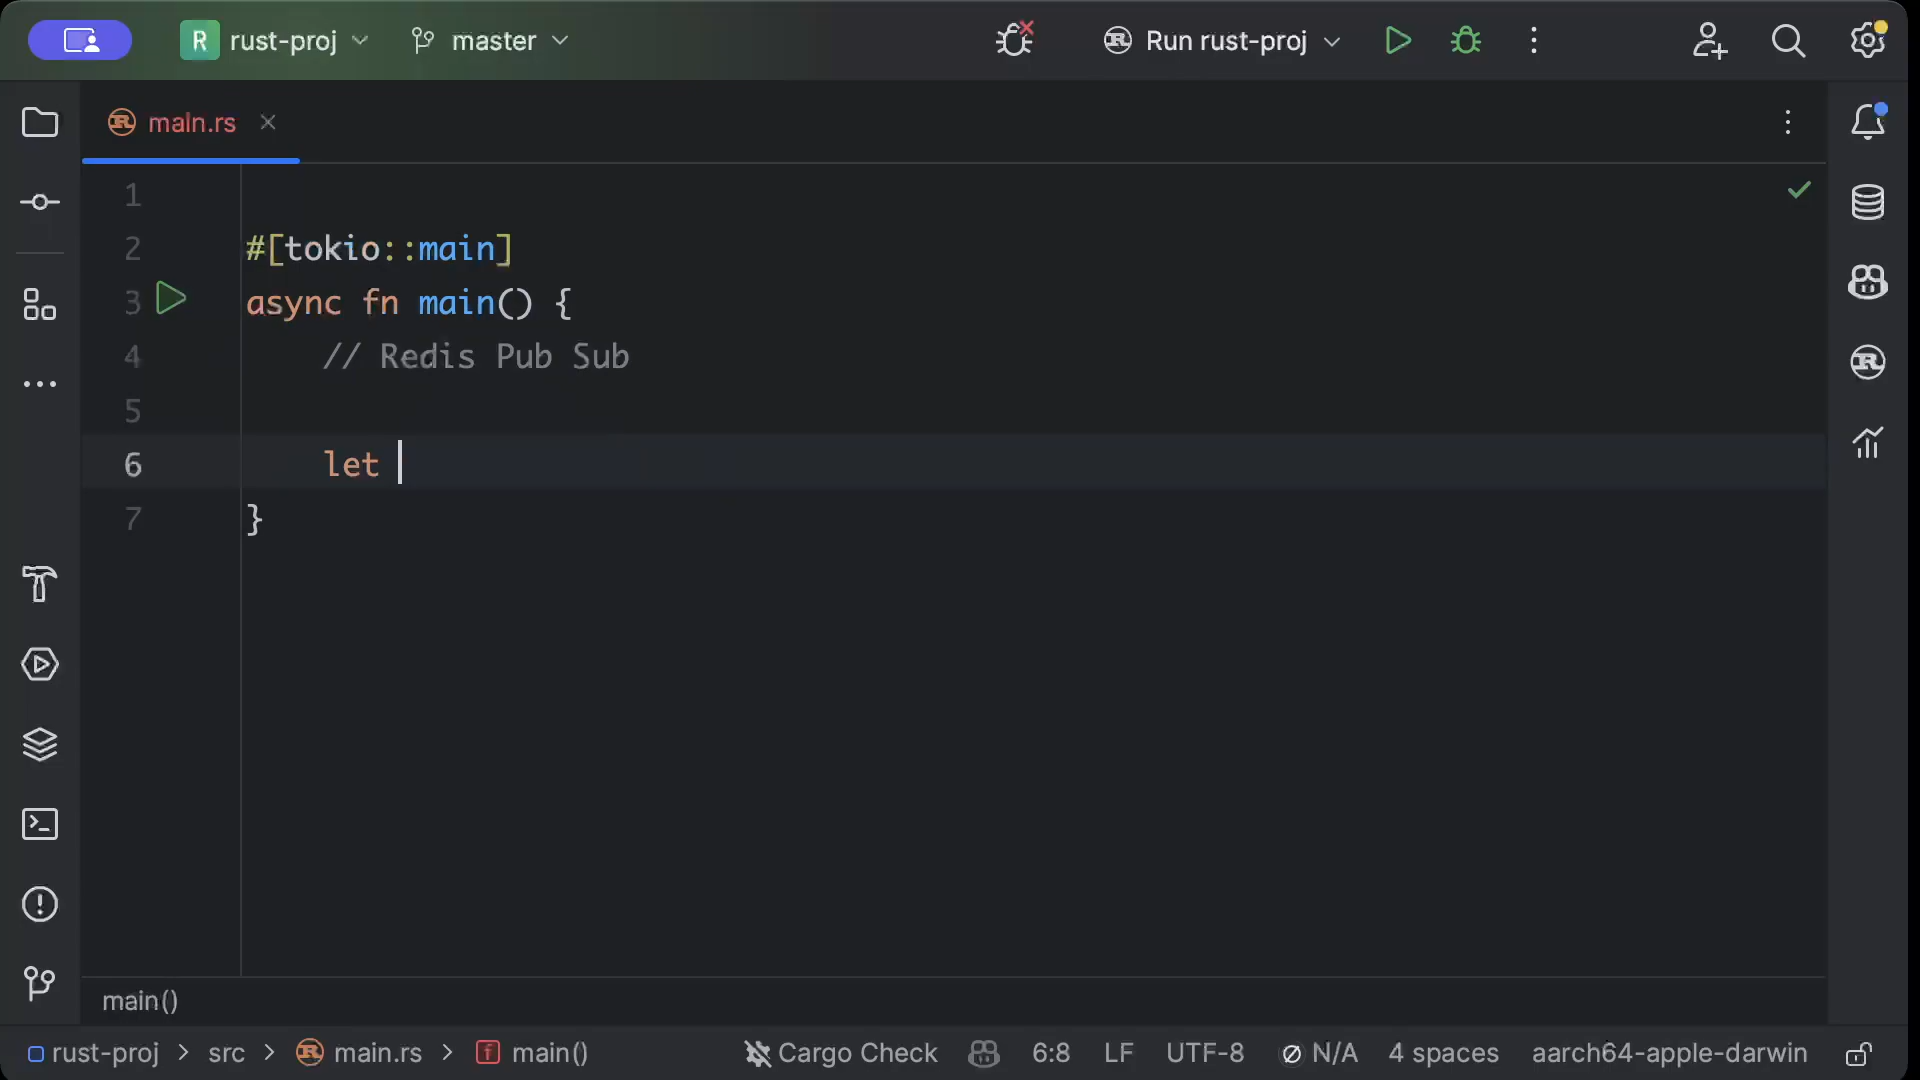 R rust-proj master Run rust-proj
maln.rs
1
2 #[tokio::main]
3 async fn main() {
4 // Redis Pub Sub
5
6 let
7 }
main()
rust-proj > src > main.rs > f main() Cargo Check 6:8 LF UTF-8 N/A 4 spaces aarch64-apple-darwin